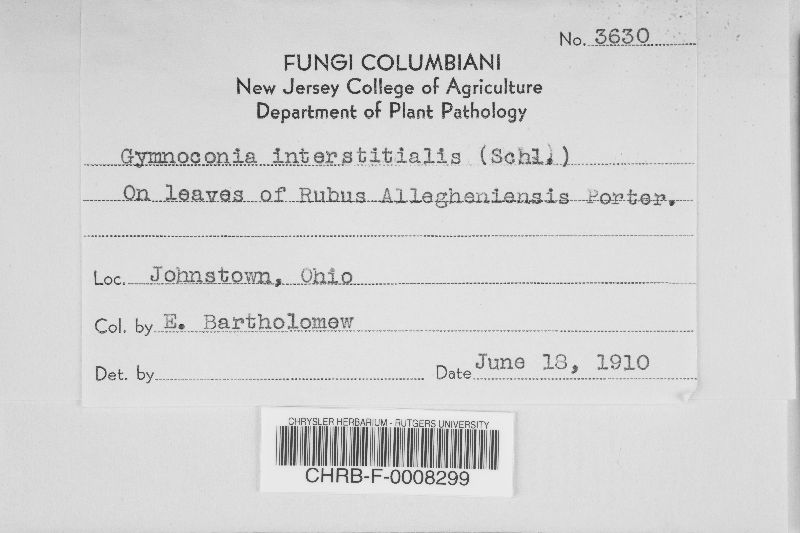 No. 3630
FUNGI COLUMBIANI
New Jersey College of Agriculture
Department of Plant Pathology
Gymnoconia interstitialis (Schl.)
On leaves of Rubus Allegheniensis Porter.
Loc. Johnstown, Ohio
Col. by E. Bartholomew
Det. by
Date June 18, 1910
CHRYSLER HERBARIUM - RUTGERS UNIVERSITY
CHRB-F-0008299